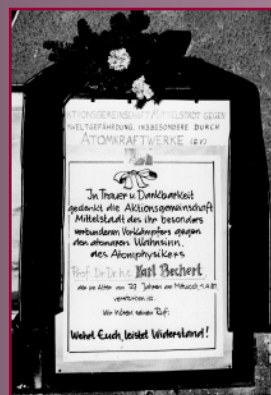 AKTIONSGEMEINSCHAFT MITTELSTADT GEGEN
UMWELTGEFÄHRDUNG, INSBESONDERE DURCH
ATOMKRAFTWERKE (EV)
In Trauer u. Dankbarkeit
gedenkt die Aktionsgemeinschaft
Mittelstadt des ihr besonders
verbundenen Vorkämpfers gegen
den atomaren Wahnsinn,
des Atomphysikers
Prof. Dr. Dr. h.c. Karl Bechert,
der im Alter von Jahren am Mittwoch,
verstorben ist.
Wir hören seinen Ruf:
Wehrt Euch, leistet Widerstand!